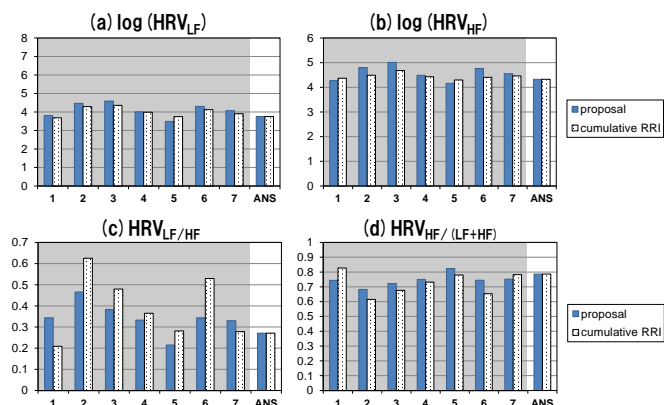 (a) log (HRVLF)
8
7
6
5
4
3
2
1
0
1 2 3 4 5 6 7 ANS
(b) log (HRVHF)
6
5
4
3
2
1
0
1 2 3 4 5 6 7 ANS
proposal
cumulative RRI
(c) HRVLF/HF
0.7
0.6
0.5
0.4
0.3
0.2
0.1
0
1 2 3 4 5 6 7 ANS
(d) HRVHF/ (LF+HF)
1
0.9
0.8
0.7
0.6
0.5
0.4
0.3
0.2
0.1
0
1 2 3 4 5 6 7 ANS
proposal
cumulative RRI